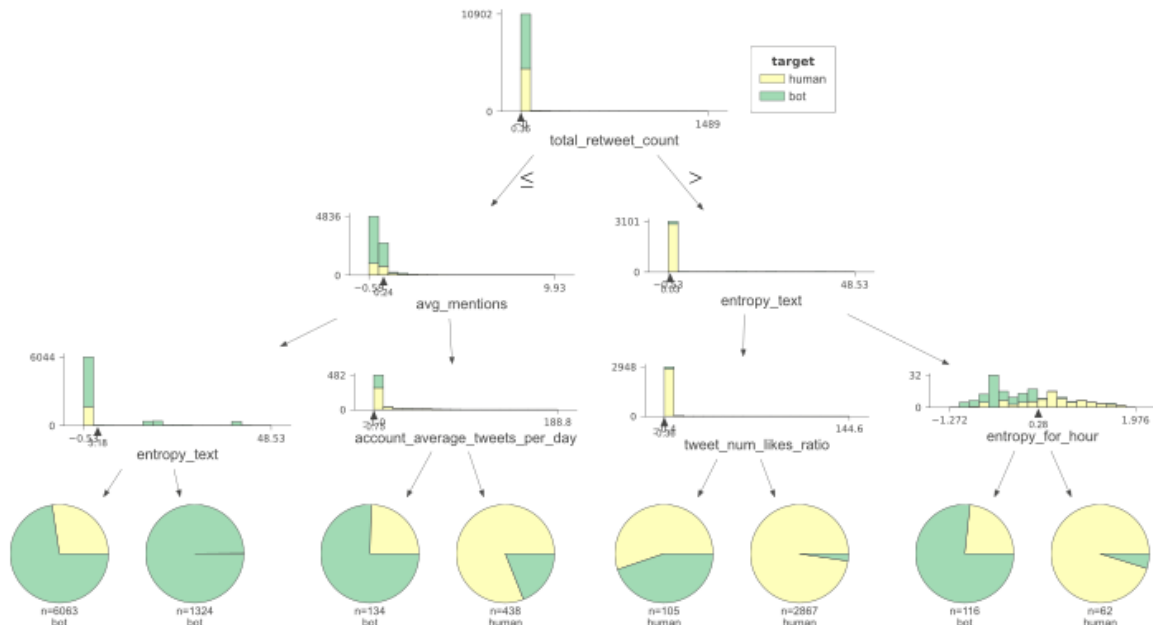 10902
target
human
bot
0
1489
total_retweet_count
≤
>
4836
3101
0
9.93
0
48.53
avg_mentions
entropy_text
6044
482
2948
32
0
−0.53
48.53
0
188.8
0
144.6
0
−1.272
0.28
1.976
entropy_text
account_average_tweets_per_day
tweet_num_likes_ratio
entropy_for_hour
n=6063
bot
n=1324
bot
n=134
bot
n=438
human
n=105
human
n=2867
human
n=116
bot
n=62
human